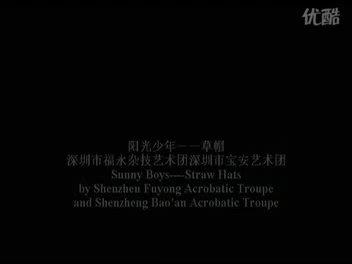 优酷
阳光少年——草帽
深圳市福永杂技艺术团深圳市宝安艺术团
Sunny Boys----Straw Hats
by Shenzhen Fuyong Acrobatic Troupe
and Shenzheng Bao'an Acrobatic Troupe